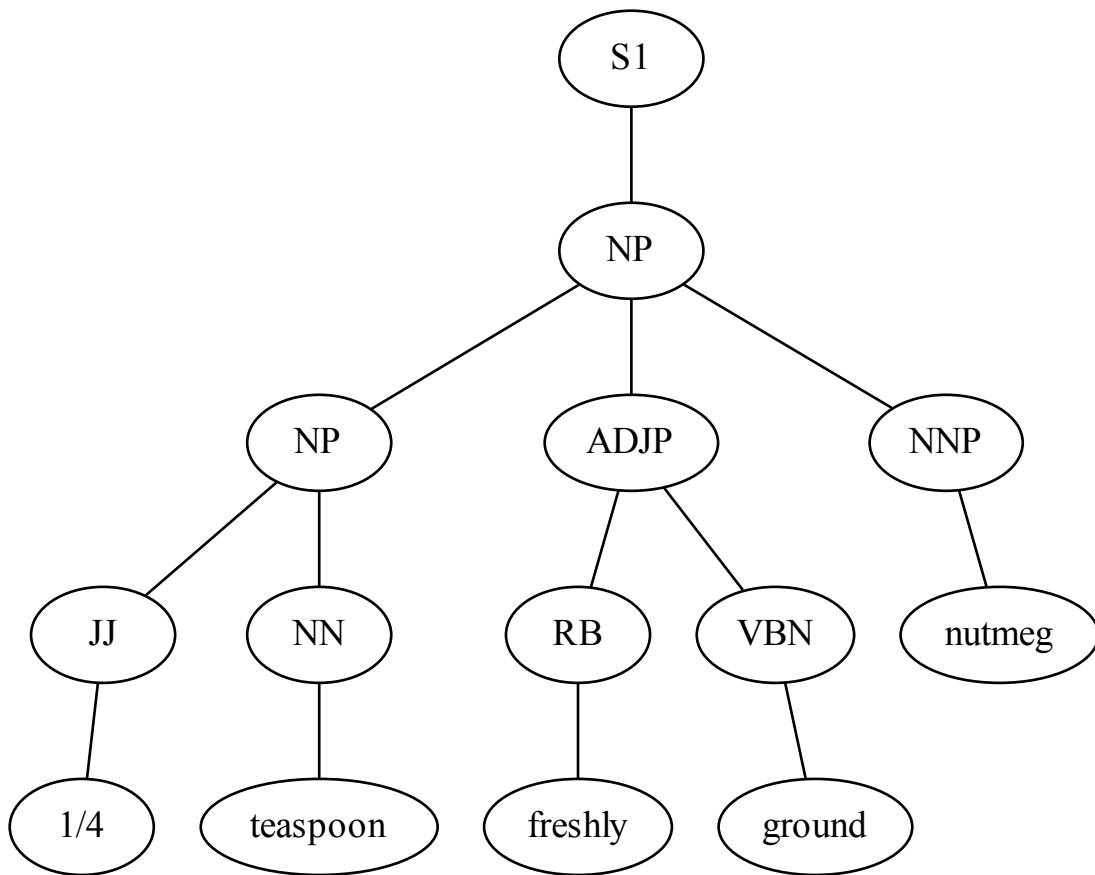 S1
NP
NP ADJP NNP
JJ NN RB VBN nutmeg
1/4 teaspoon freshly ground